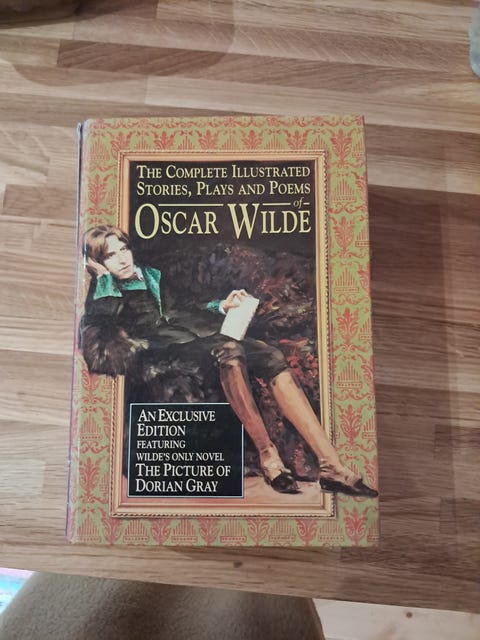 THE COMPLETE ILLUSTRATED
STORIES, PLAYS AND POEMS
of
OSCAR WILDE
AN EXCLUSIVE
EDITION
FEATURING
WILDE'S ONLY NOVEL
THE PICTURE OF
DORIAN GRAY